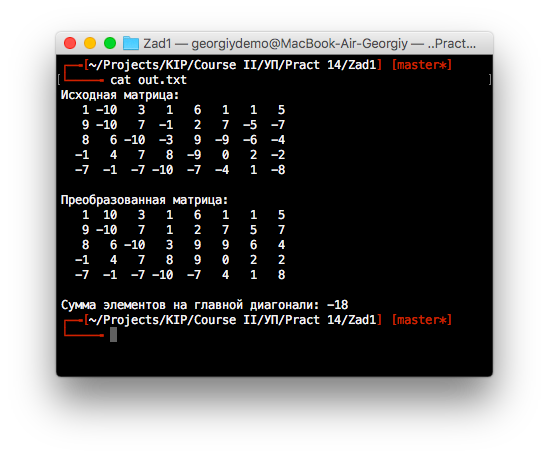 Zad1 — georgiydemo@MacBook-Air-Georgiy — ..Pract...
[~/Projects/KIP/Course II/УП/Pract 14/Zad1] [master*]
cat out.txt
Исходная матрица:
1 -10 3 1 6 1 1 5
9 -10 7 -1 2 7 -5 -7
8 6 -10 -3 9 -9 -6 -4
-1 4 7 8 -9 0 2 -2
-7 -1 -7 -10 -7 -4 1 -8
Преобразованная матрица:
1 10 3 1 6 1 1 5
9 -10 7 1 2 7 5 7
8 6 -10 3 9 9 6 4
-1 4 7 8 9 0 2 2
-7 -1 -7 -10 -7 4 1 8
Сумма элементов на главной диагонали: -18
[~/Projects/KIP/Course II/УП/Pract 14/Zad1] [master*]